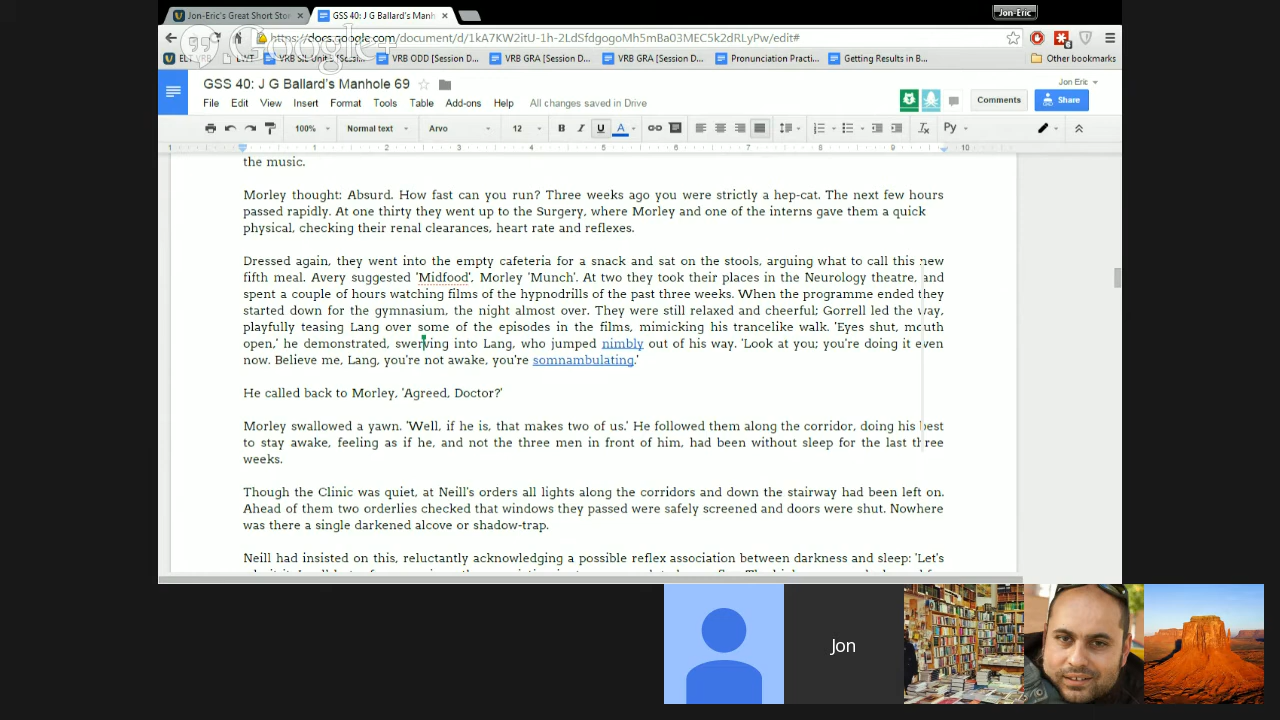 Jon-Eric's Great Short Stor
GSS 40: J G Ballard's Manh
Jon-Eric
Google+
https://docs.google.com/document/d/1kA7KW2itU-1h-2LdSfdgogoMh5mBa03MEC5k2dRLyPw/edit#
VRB ODD [Session D...
VRB GRA [Session D...
VRB GRA [Session D...
Pronunciation Practi...
Getting Results in B...
Other bookmarks
GSS 40: J G Ballard's Manhole 69
Jon Eric
File Edit View Insert Format Tools Table Add-ons Help All changes saved in Drive
Comments
Share
100% Normal text Arvo 12 B I U A Py
1 1 2 3 4 5 6 7 8 9 10
the music.
Morley thought: Absurd. How fast can you run? Three weeks ago you were strictly a hep-cat. The next few hours
passed rapidly. At one thirty they went up to the Surgery, where Morley and one of the interns gave them a quick
physical, checking their renal clearances, heart rate and reflexes.
Dressed again, they went into the empty cafeteria for a snack and sat on the stools, arguing what to call this new
fifth meal. Avery suggested 'Midfood', Morley 'Munch'. At two they took their places in the Neurology theatre, and
spent a couple of hours watching films of the hypnodrills of the past three weeks. When the programme ended they
started down for the gymnasium, the night almost over. They were still relaxed and cheerful; Gorrell led the way,
playfully teasing Lang over some of the episodes in the films, mimicking his trancelike walk. 'Eyes shut, mouth
open,' he demonstrated, swerving into Lang, who jumped nimbly out of his way. 'Look at you; you're doing it even
now. Believe me, Lang, you're not awake, you're somnambulating.'
He called back to Morley, 'Agreed, Doctor?'
Morley swallowed a yawn. 'Well, if he is, that makes two of us.' He followed them along the corridor, doing his best
to stay awake, feeling as if he, and not the three men in front of him, had been without sleep for the last three
weeks.
Though the Clinic was quiet, at Neill's orders all lights along the corridors and down the stairway had been left on.
Ahead of them two orderlies checked that windows they passed were safely screened and doors were shut. Nowhere
was there a single darkened alcove or shadow-trap.
Neill had insisted on this, reluctantly acknowledging a possible reflex association between darkness and sleep: 'Let's
Jon